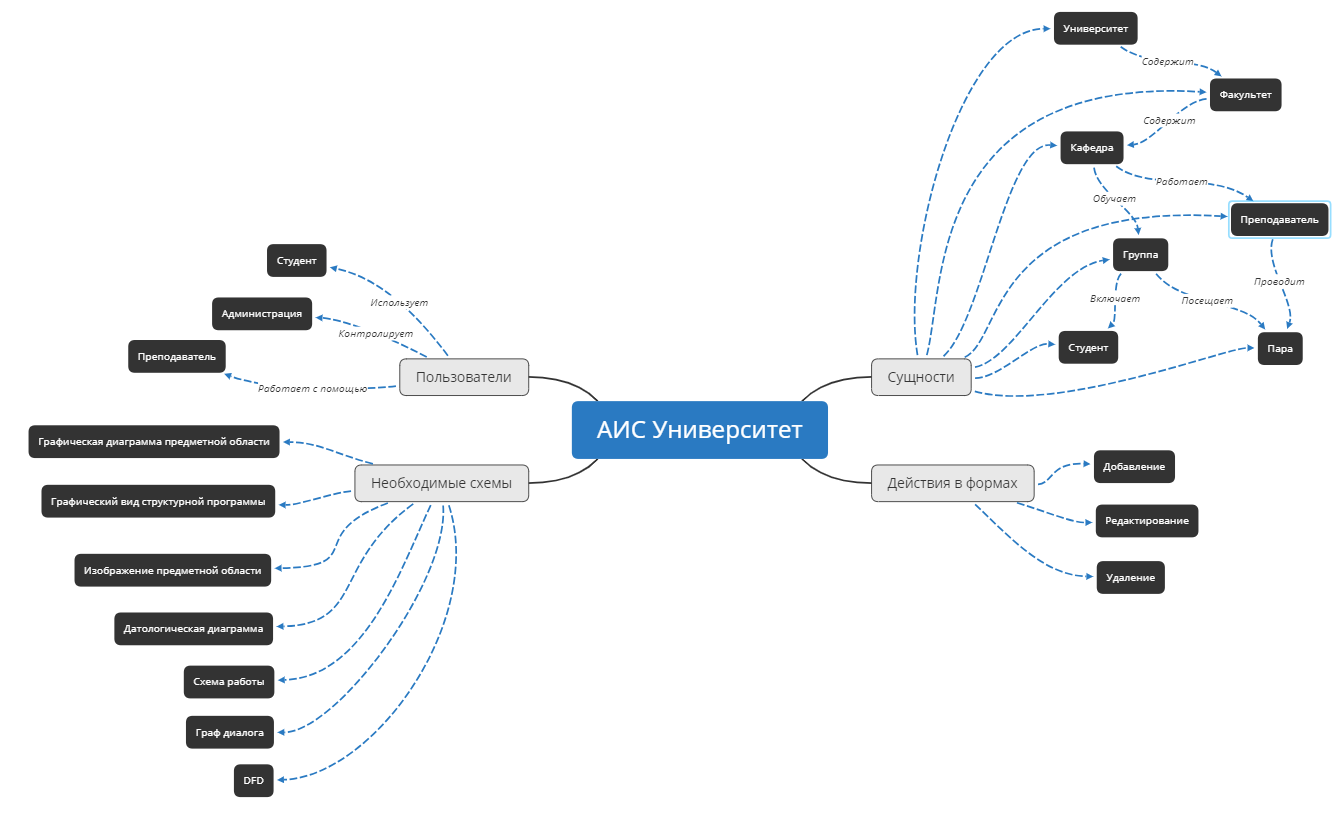 Университет
Содержит
Факультет
Содержит
Кафедра
Работает
Обучает
Преподаватель
Группа
Проводит
Включает
Посещает
Студент
Пара
Студент
Использует
Администрация
Контролирует
Преподаватель
Работает с помощью
Пользователи
Сущности
АИС Университет
Графическая диаграмма предметной области
Необходимые схемы
Действия в формах
Добавление
Графический вид структурной программы
Редактирование
Изображение предметной области
Удаление
Датологическая диаграмма
Схема работы
Граф диалога
DFD